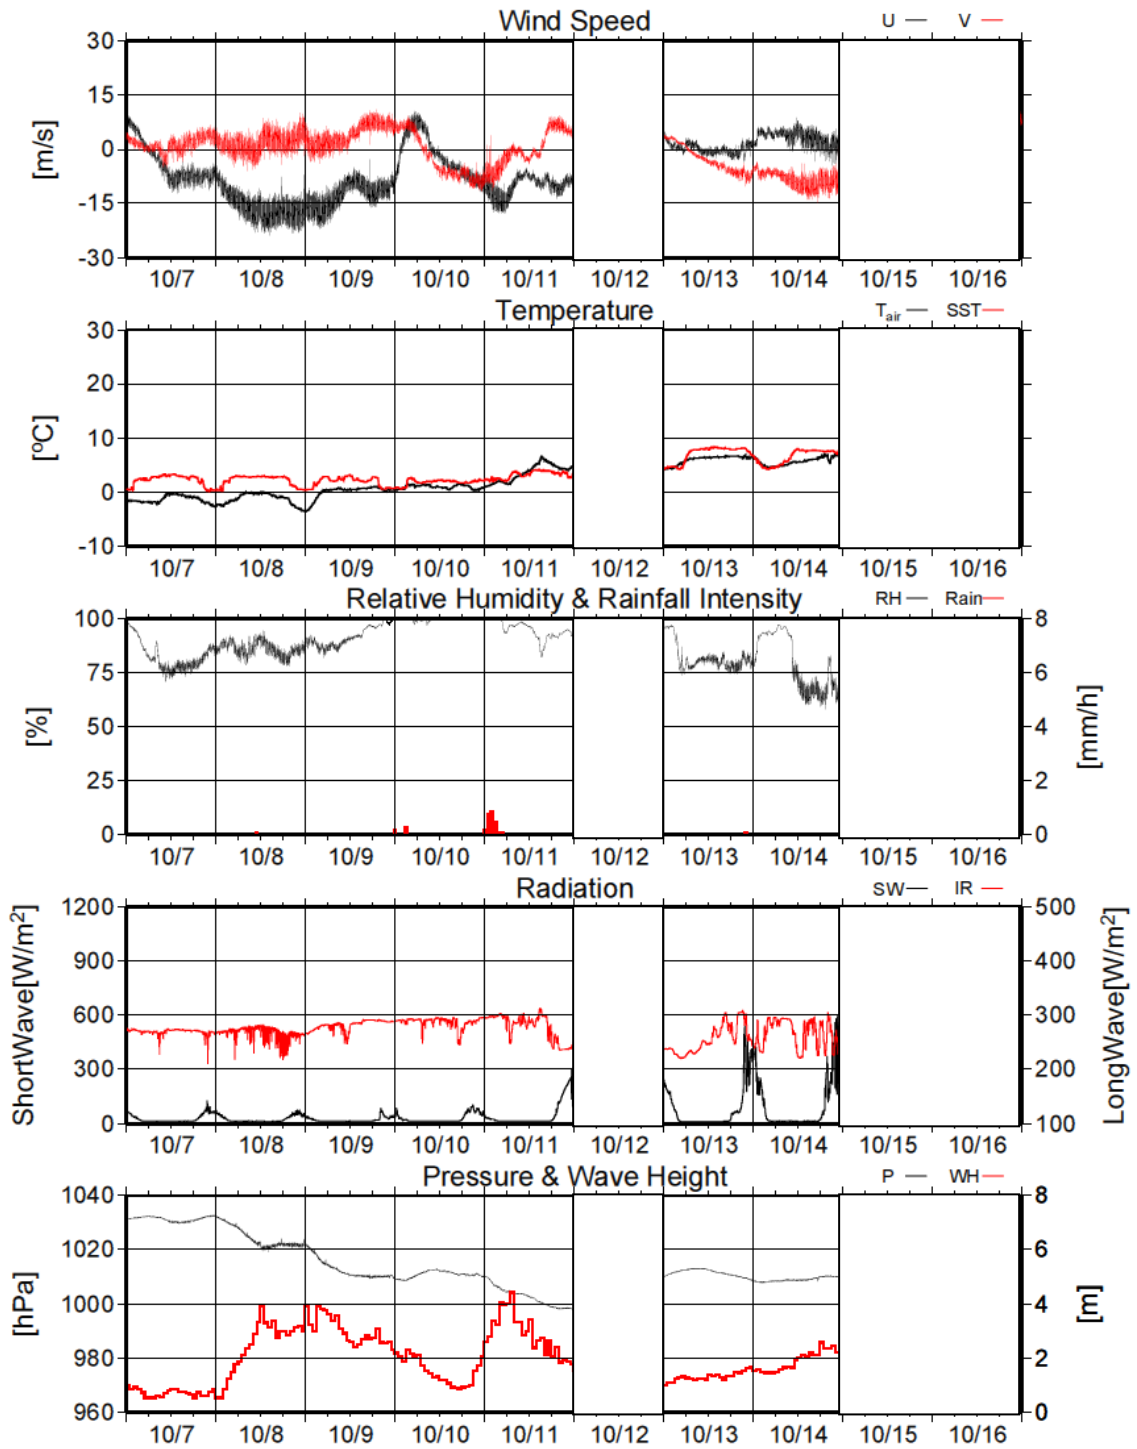 Wind Speed
U V
30
15
0
-15
-30
[m/s]
10/7 10/8 10/9 10/10 10/11 10/12 10/13 10/14 10/15 10/16
Temperature
Tair SST
30
20
10
0
-10
[ºC]
10/7 10/8 10/9 10/10 10/11 10/12 10/13 10/14 10/15 10/16
Relative Humidity & Rainfall Intensity
RH Rain
100 8
75 6
50 4
25 2
0 0
[%] [mm/h]
10/7 10/8 10/9 10/10 10/11 10/12 10/13 10/14 10/15 10/16
Radiation
SW IR
1200 500
900 400
600 300
300 200
0 100
ShortWave[W/m2] LongWave[W/m2]
10/7 10/8 10/9 10/10 10/11 10/12 10/13 10/14 10/15 10/16
Pressure & Wave Height
P WH
1040 8
1020 6
1000 4
980 2
960 0
[hPa] [m]
10/7 10/8 10/9 10/10 10/11 10/12 10/13 10/14 10/15 10/16